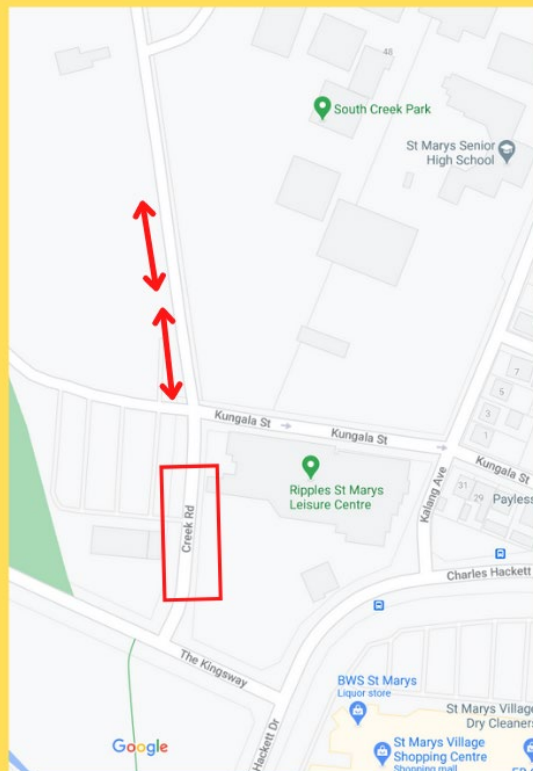 48
South Creek Park
St Marys Senior
High School
Kungala St
Kungala St
7
5
3
1
Kungala St
Ripples St Marys
Leisure Centre
Kalang Ave
31
29
Payless
Creek Rd
Charles Hackett
The Kingsway
BWS St Marys
Liquor store
St Marys Village
Dry Cleaners
Hackett Dr
Google
St Marys Village
Shopping Centre
Shopping mall